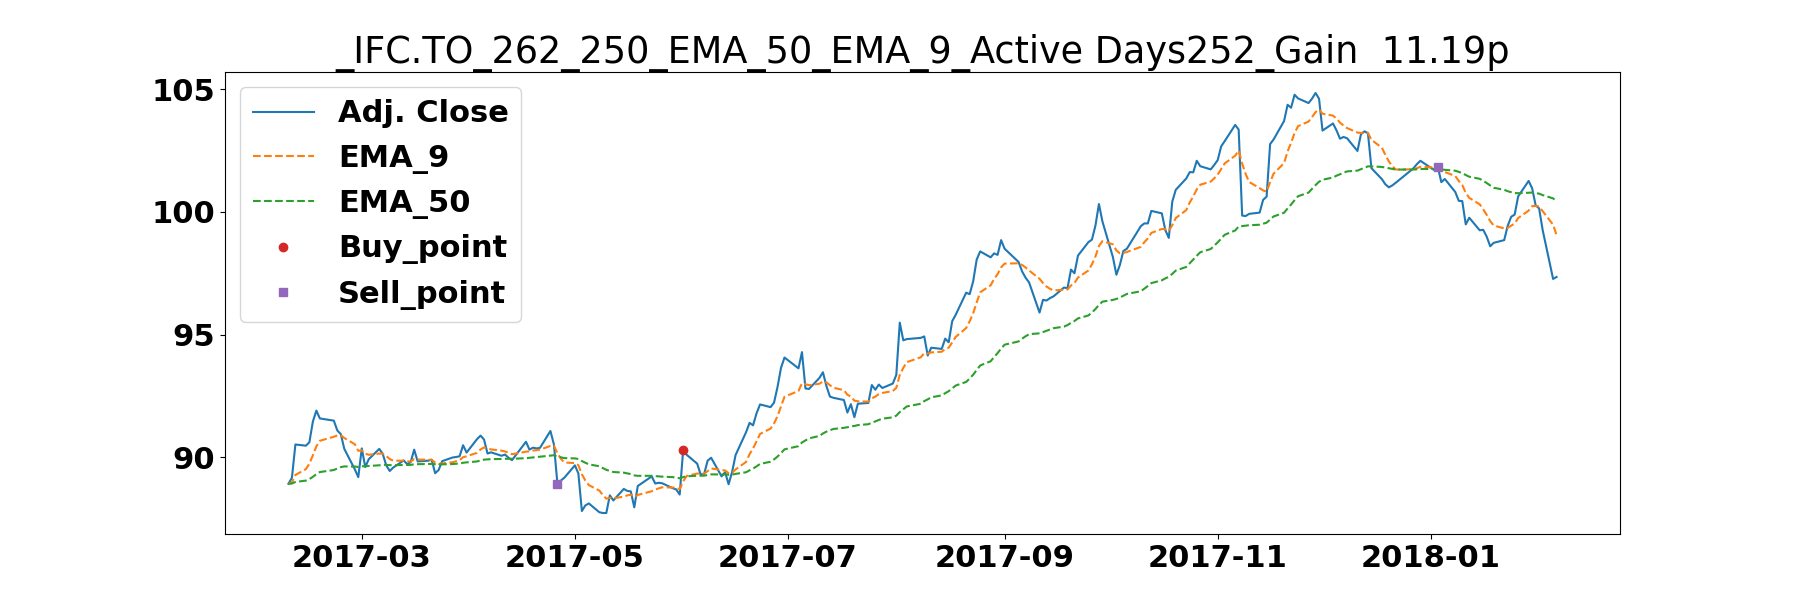 _IFC.TO_262_250_EMA_50_EMA_9_Active Days252_Gain  11.19p
105
100
95
90
Adj. Close
EMA_9
EMA_50
Buy_point
Sell_point
2017-03 2017-05 2017-07 2017-09 2017-11 2018-01